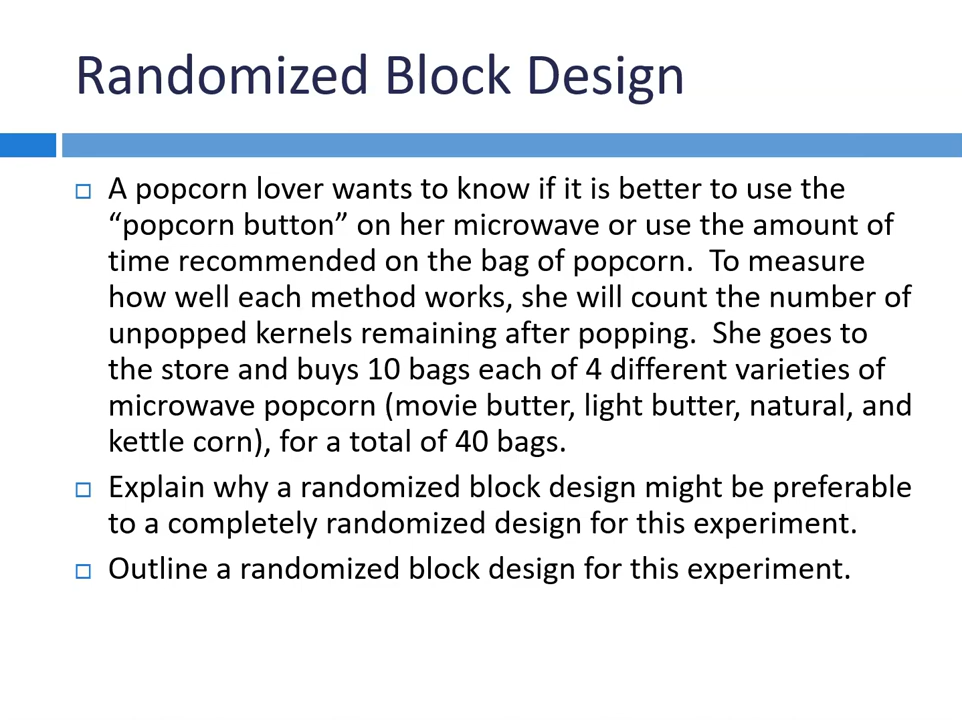 Randomized Block Design
A popcorn lover wants to know if it is better to use the
“popcorn button” on her microwave or use the amount of
time recommended on the bag of popcorn.  To measure
how well each method works, she will count the number of
unpopped kernels remaining after popping.  She goes to
the store and buys 10 bags each of 4 different varieties of
microwave popcorn (movie butter, light butter, natural, and
kettle corn), for a total of 40 bags.
Explain why a randomized block design might be preferable
to a completely randomized design for this experiment.
Outline a randomized block design for this experiment.